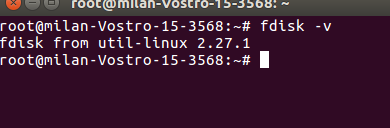 root@milan-Vostro-15-3568: ~
root@milan-Vostro-15-3568:~# fdisk -v
fdisk from util-linux 2.27.1
root@milan-Vostro-15-3568:~#